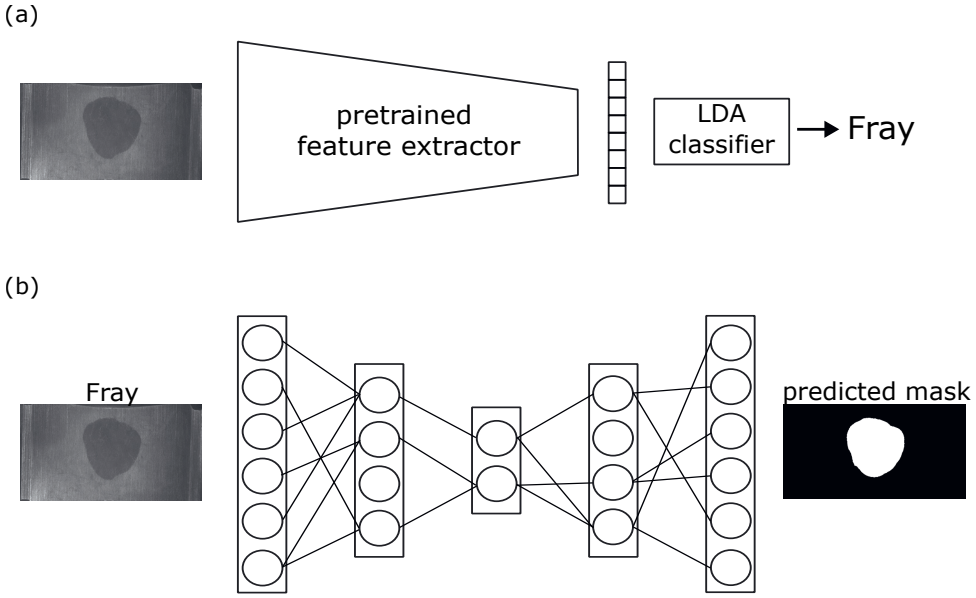 (a)
pretrained
feature extractor
LDA
classifier
Fray
(b)
Fray
predicted mask